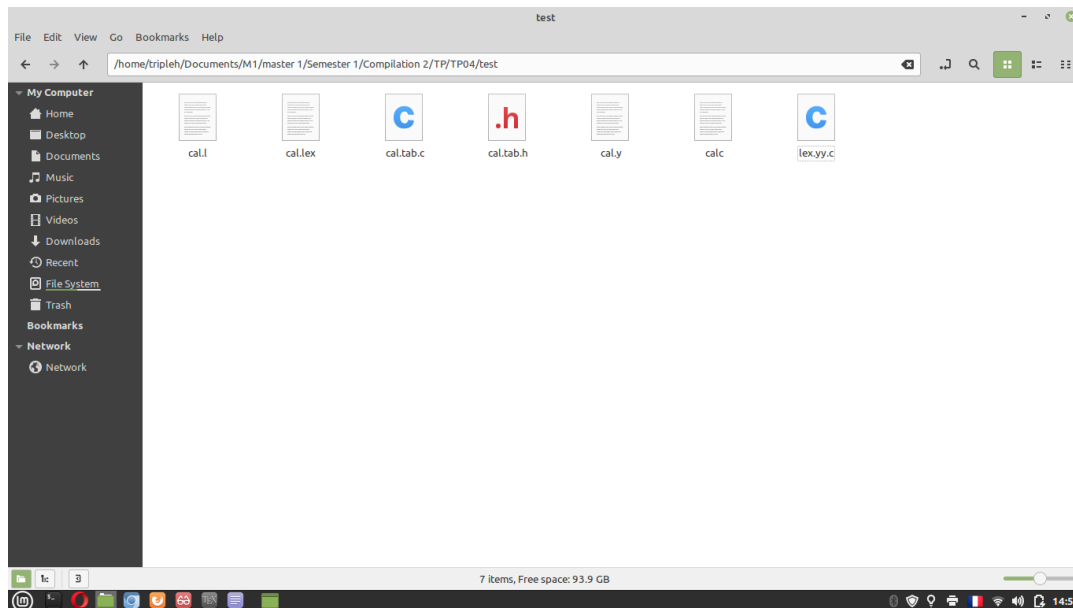 test
File Edit View Go Bookmarks Help
/home/tripleh/Documents/M1/master 1/Semester 1/Compilation 2/TP/TP04/test
My Computer
Home
Desktop
Documents
Music
Pictures
Videos
Downloads
Recent
File System
Trash
Bookmarks
Network
Network
cal.l cal.lex cal.tab.c cal.tab.h cal.y calc lex.yy.c
C .h C
7 items, Free space: 93.9 GB
14:5